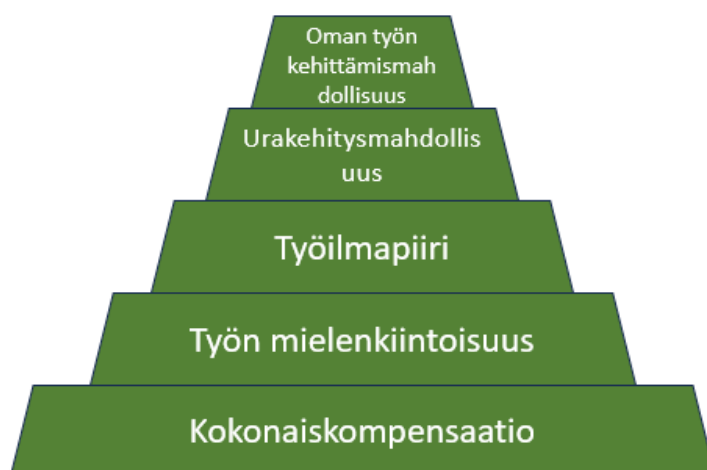 Oman työn
kehittämismah
dollisuus
Urakehitysmahdollis
uus
Työilmapiiri
Työn mielenkiintoisuus
Kokonaiskompensaatio